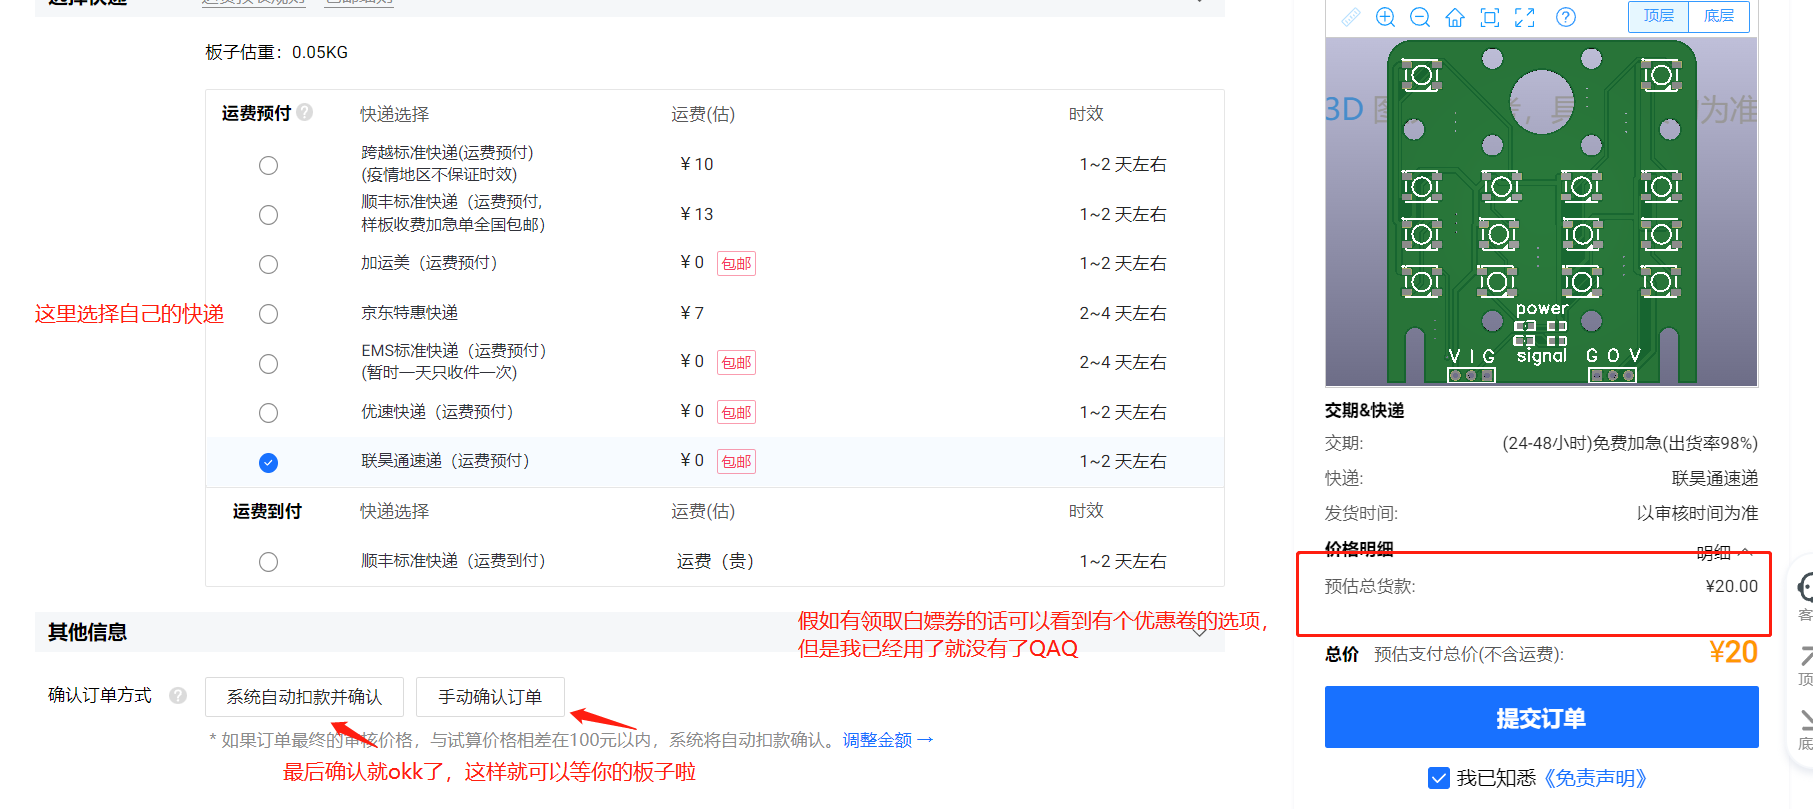 选择快递
运费预估规则 包邮细则
板子估重：0.05KG
运费预付 快递选择 运费(估) 时效
跨越标准快递(运费预付)
(疫情地区不保证时效)
¥10 1~2 天左右
顺丰标准快递（运费预付,
样板收费加急单全国包邮）
¥13 1~2 天左右
加运美（运费预付） ¥0 包邮 1~2 天左右
京东特惠快递 ¥7 2~4 天左右
EMS标准快递（运费预付）
(暂时一天只收件一次)
¥0 包邮 2~4 天左右
优速快递（运费预付） ¥0 包邮 1~2 天左右
联昊通速递（运费预付） ¥0 包邮 1~2 天左右
运费到付 快递选择 运费(估) 时效
顺丰标准快递（运费到付） 运费（贵） 1~2 天左右
这里选择自己的快递
其他信息
假如有领取白嫖券的话可以看到有个优惠卷的选项，
但是我已经用了就没有了QAQ
确认订单方式 系统自动扣款并确认 手动确认订单
* 如果订单最终的审核价格，与试算价格相差在100元以内，系统将自动扣款确认。调整金额 →
最后确认就okk了，这样就可以等你的板子啦
顶层 底层
3D 图
为准
power
signal
V I G
G O V
交期&快递
交期: (24-48小时)免费加急(出货率98%)
快递: 联昊通速递
发货时间: 以审核时间为准
价格明细 明细
预估总货款: ¥20.00
总价 预估支付总价(不含运费): ¥20
提交订单
我已知悉《免责声明》
客
顶
底